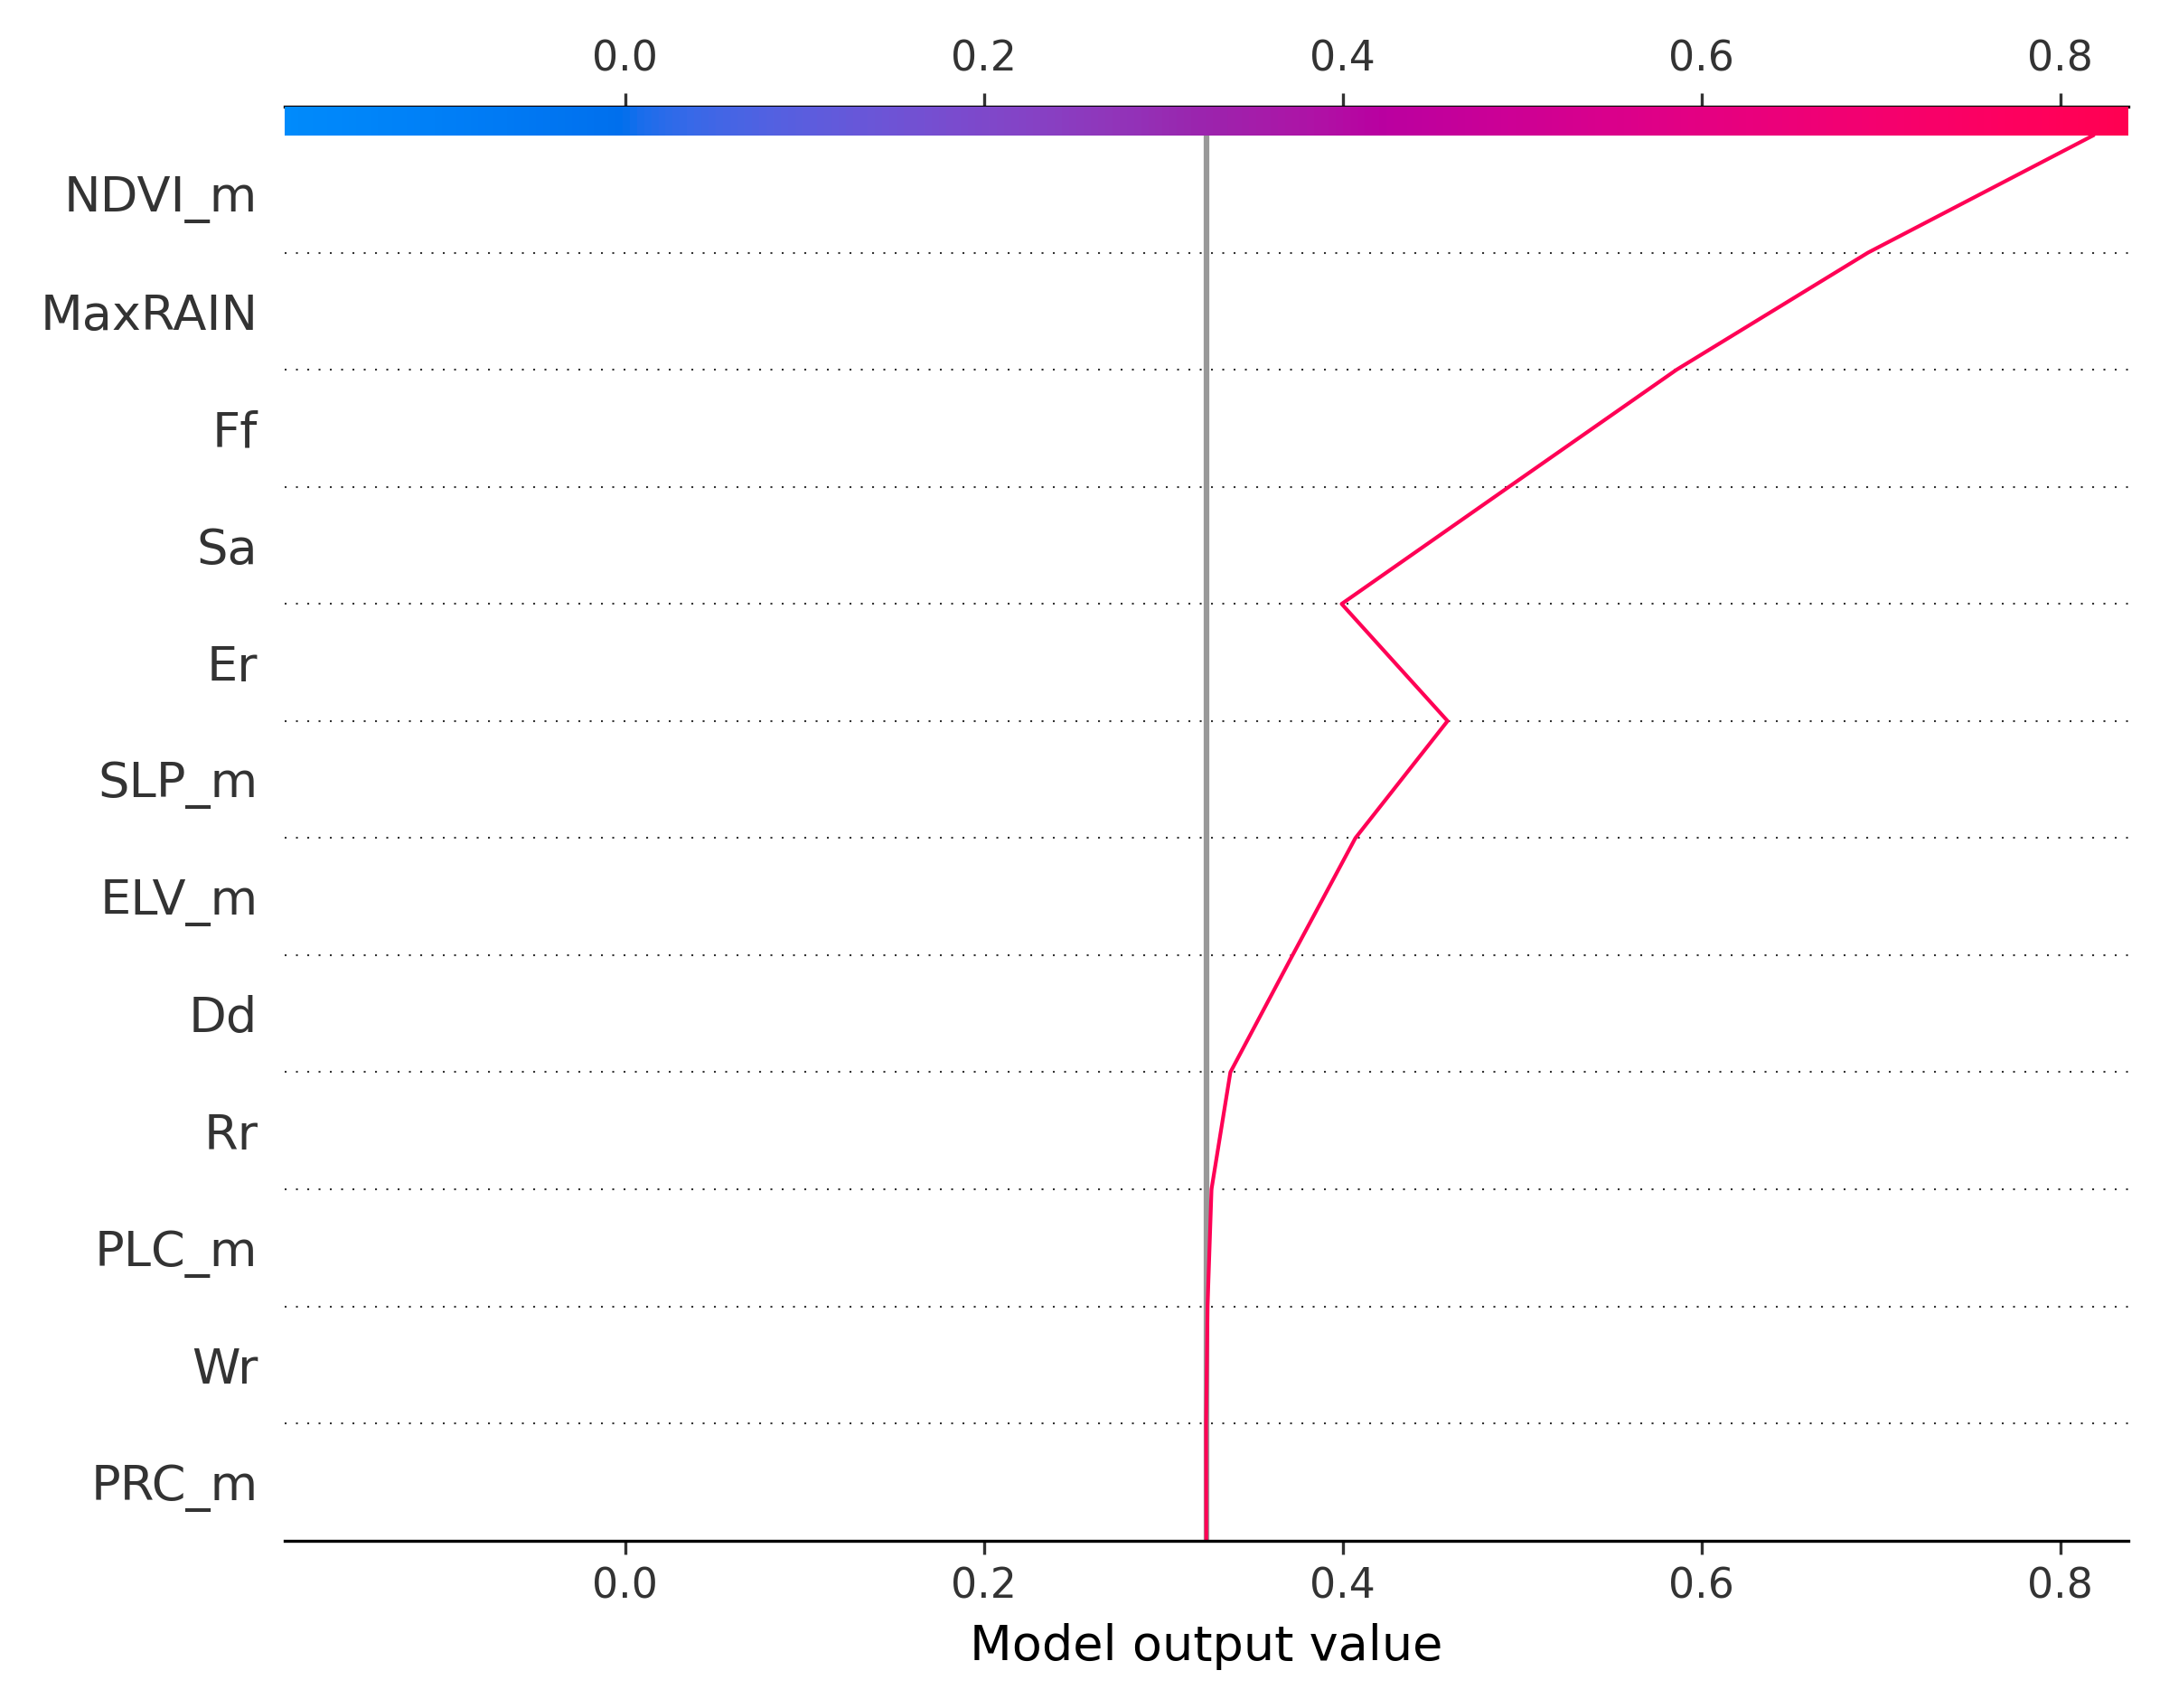 0.0 0.2 0.4 0.6 0.8
NDVI_m
MaxRAIN
Ff
Sa
Er
SLP_m
ELV_m
Dd
Rr
PLC_m
Wr
PRC_m
0.0 0.2 0.4 0.6 0.8
Model output value